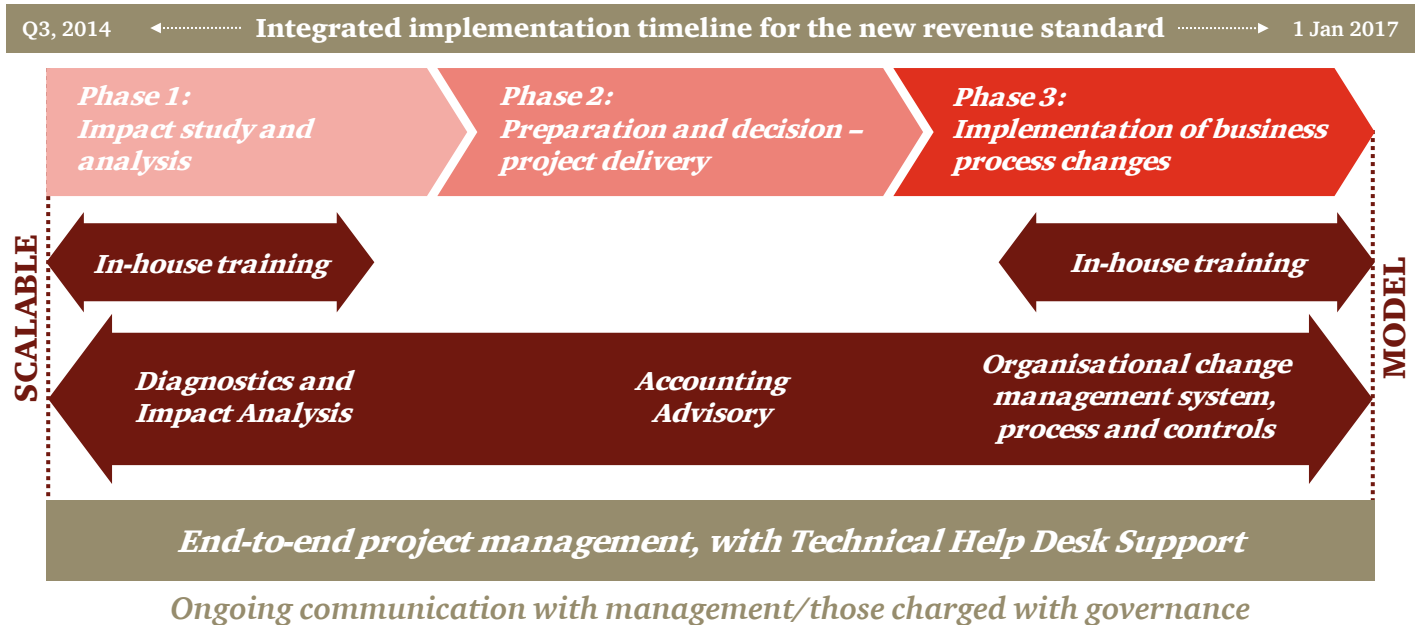 Q3, 2014
Integrated implementation timeline for the new revenue standard
1 Jan 2017
Phase 1:
Impact study and
analysis
Phase 2:
Preparation and decision –
project delivery
Phase 3:
Implementation of business
process changes
SCALABLE
In-house training
In-house training
MODEL
Diagnostics and
Impact Analysis
Accounting
Advisory
Organisational change
management system,
process and controls
End-to-end project management, with Technical Help Desk Support
Ongoing communication with management/those charged with governance